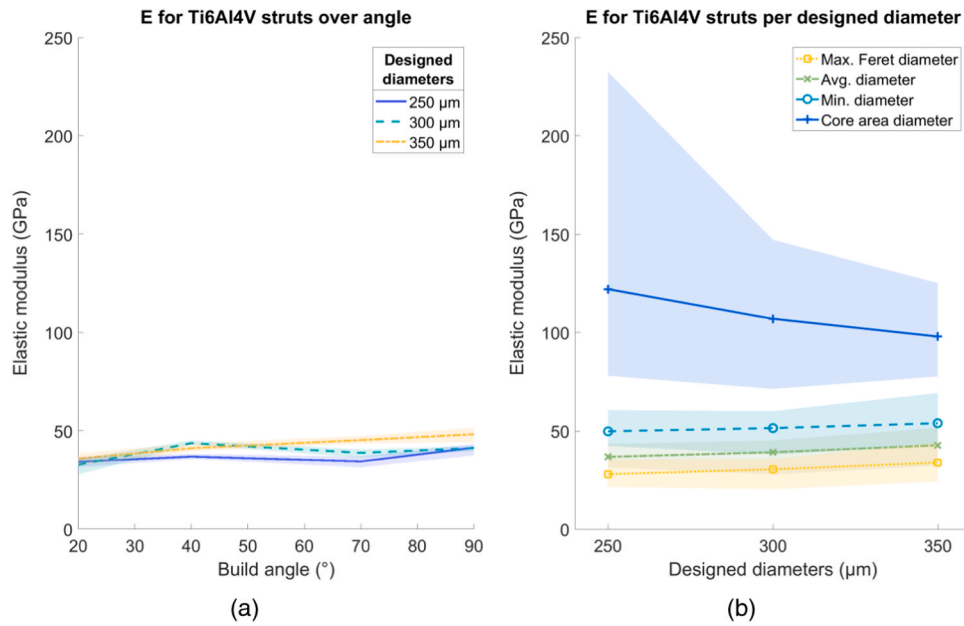 E for Ti6Al4V struts over angle
250
200
150
100
50
0
Elastic modulus (GPa)
20 30 40 50 60 70 80 90
Build angle (°)
Designed
diameters
250 µm
300 µm
350 µm
(a)
E for Ti6Al4V struts per designed diameter
250
200
150
100
50
0
Elastic modulus (GPa)
250 300 350
Designed diameters (µm)
Max. Feret diameter
Avg. diameter
Min. diameter
Core area diameter
(b)